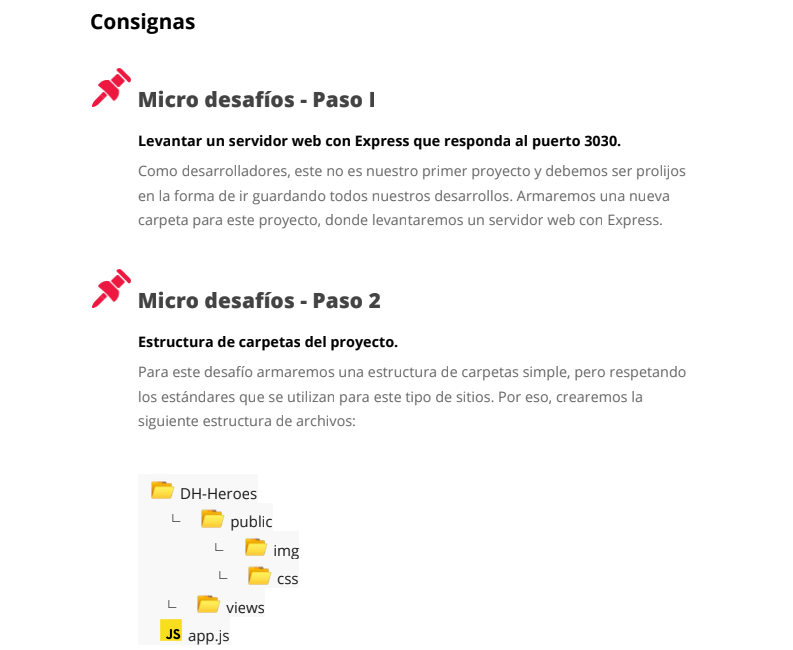 Consignas
Micro desafíos - Paso I
Levantar un servidor web con Express que responda al puerto 3030.
Como desarrolladores, este no es nuestro primer proyecto y debemos ser prolijos
en la forma de ir guardando todos nuestros desarrollos. Armaremos una nueva
carpeta para este proyecto, donde levantaremos un servidor web con Express.
Micro desafíos - Paso 2
Estructura de carpetas del proyecto.
Para este desafío armaremos una estructura de carpetas simple, pero respetando
los estándares que se utilizan para este tipo de sitios. Por eso, crearemos la
siguiente estructura de archivos:
DH-Heroes
public
img
css
views
JS app.js